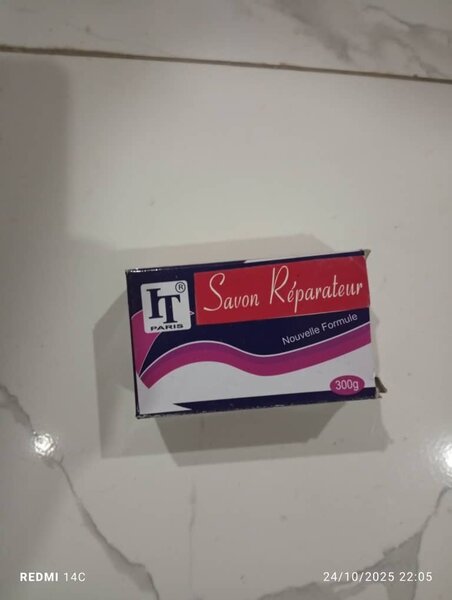 IT®
PARIS
Savon Réparateur
Nouvelle Formule
300g
REDMI 14C
24/10/2025 22:05